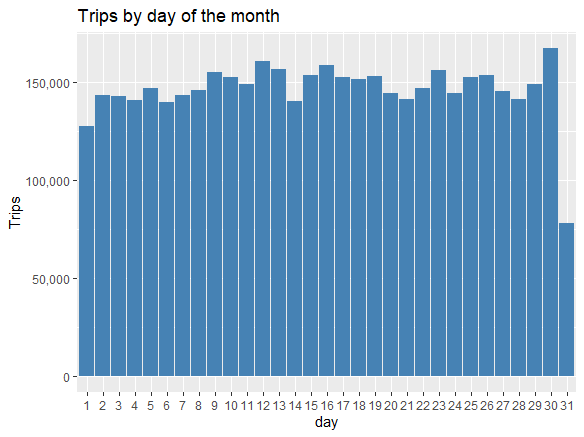 Trips by day of the month
Trips
150,000
100,000
50,000
0
1 2 3 4 5 6 7 8 9 10 11 12 13 14 15 16 17 18 19 20 21 22 23 24 25 26 27 28 29 30 31
day